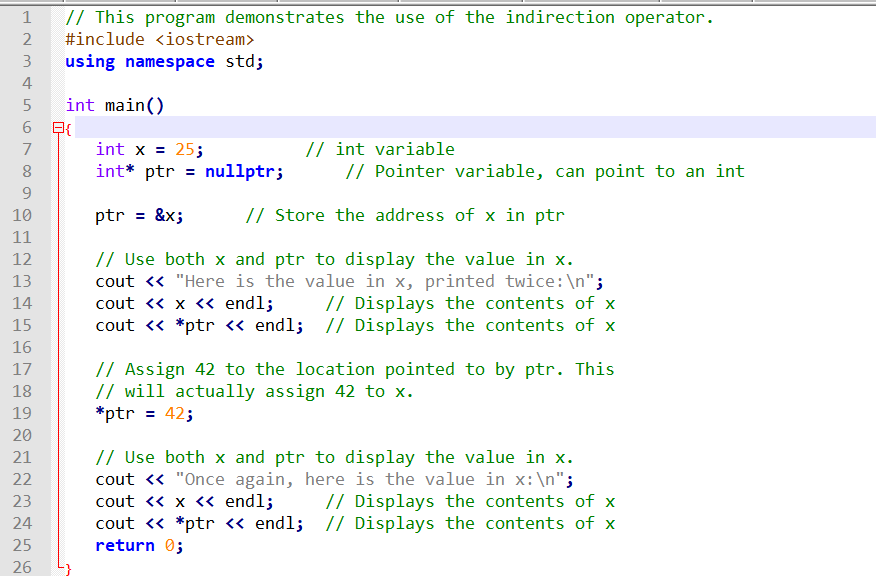 1 // This program demonstrates the use of the indirection operator.
2 #include <iostream>
3 using namespace std;
4
5 int main()
6 {
7    int x = 25;          // int variable
8    int* ptr = nullptr;      // Pointer variable, can point to an int
9
10    ptr = &x;      // Store the address of x in ptr
11
12    // Use both x and ptr to display the value in x.
13    cout << "Here is the value in x, printed twice:\n";
14    cout << x << endl;     // Displays the contents of x
15    cout << *ptr << endl;  // Displays the contents of x
16
17    // Assign 42 to the location pointed to by ptr. This
18    // will actually assign 42 to x.
19    *ptr = 42;
20
21    // Use both x and ptr to display the value in x.
22    cout << "Once again, here is the value in x:\n";
23    cout << x << endl;     // Displays the contents of x
24    cout << *ptr << endl;  // Displays the contents of x
25    return 0;
26 }